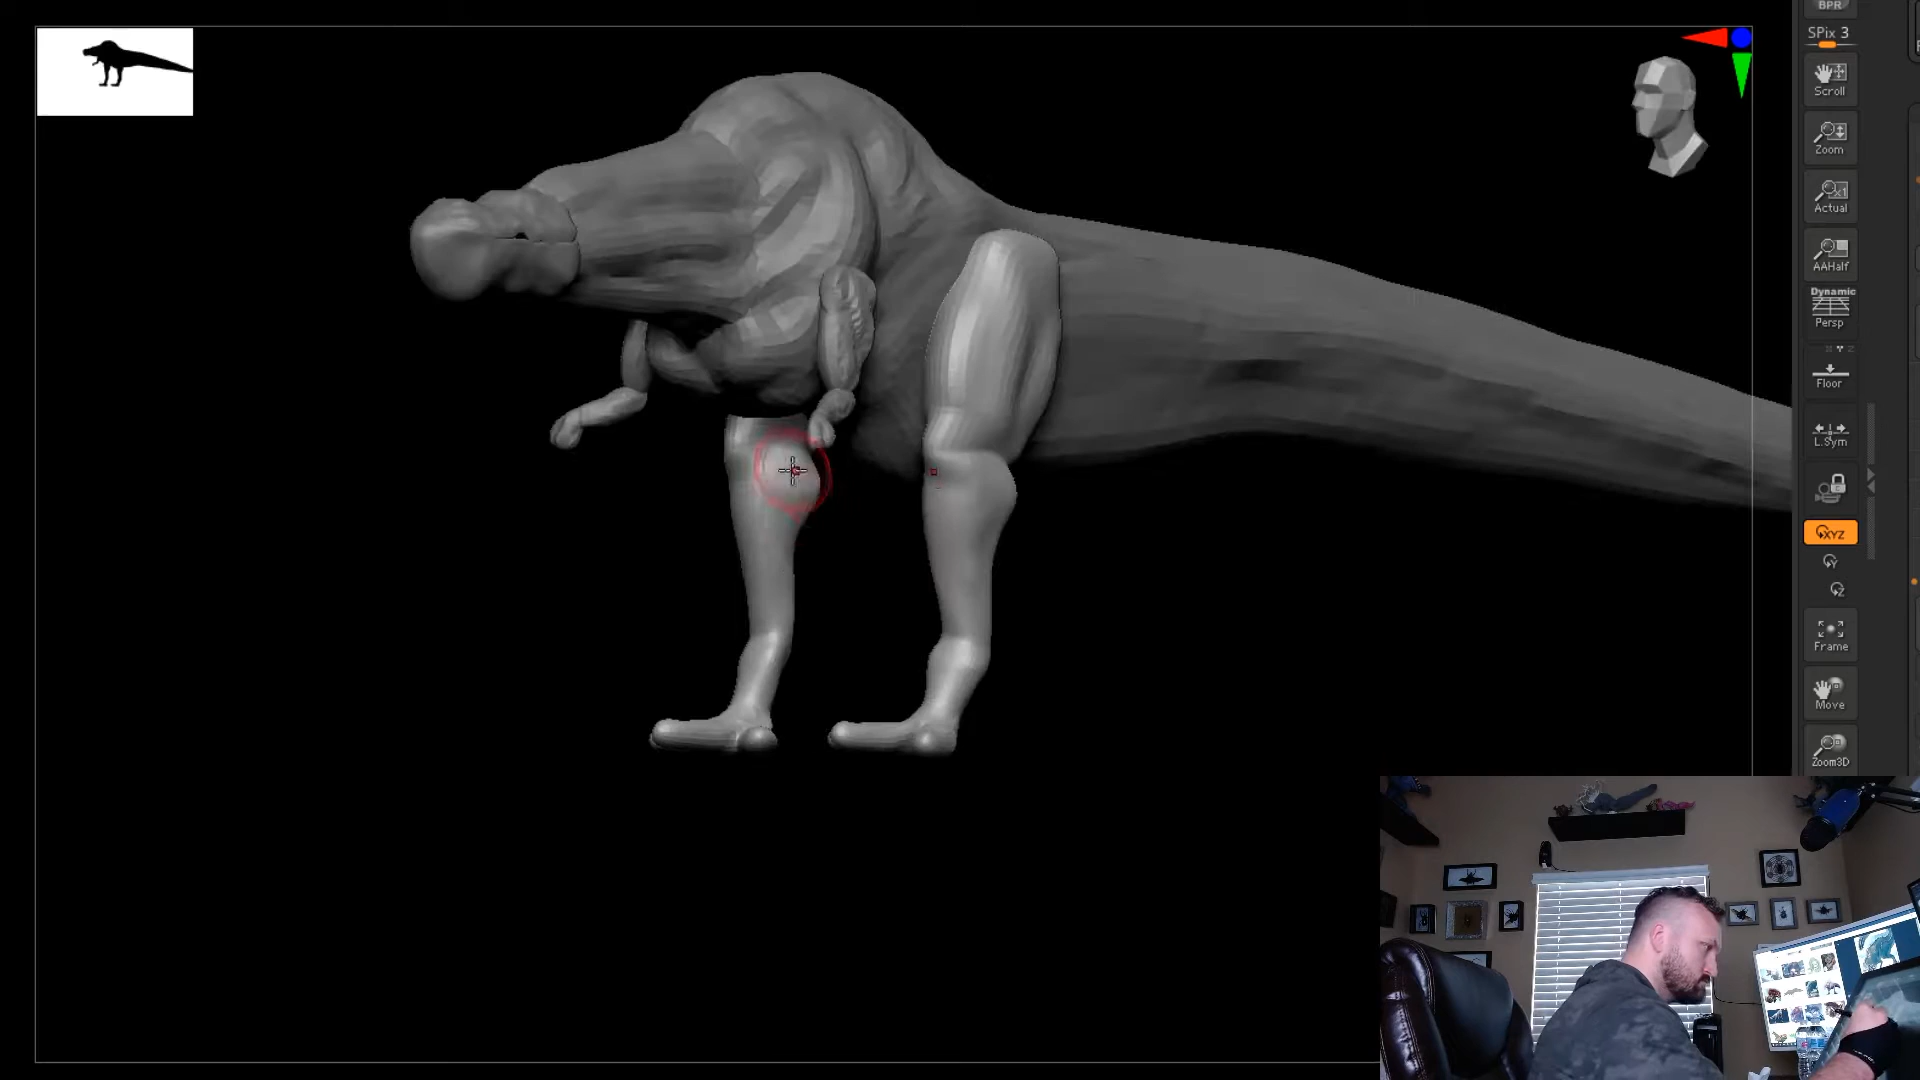 BPR
SPix 3
Scroll
Zoom
Actual
AAHalf
Dynamic
Persp
Floor
L.Sym
XYZ
Y
Z
Frame
Move
Zoom3D